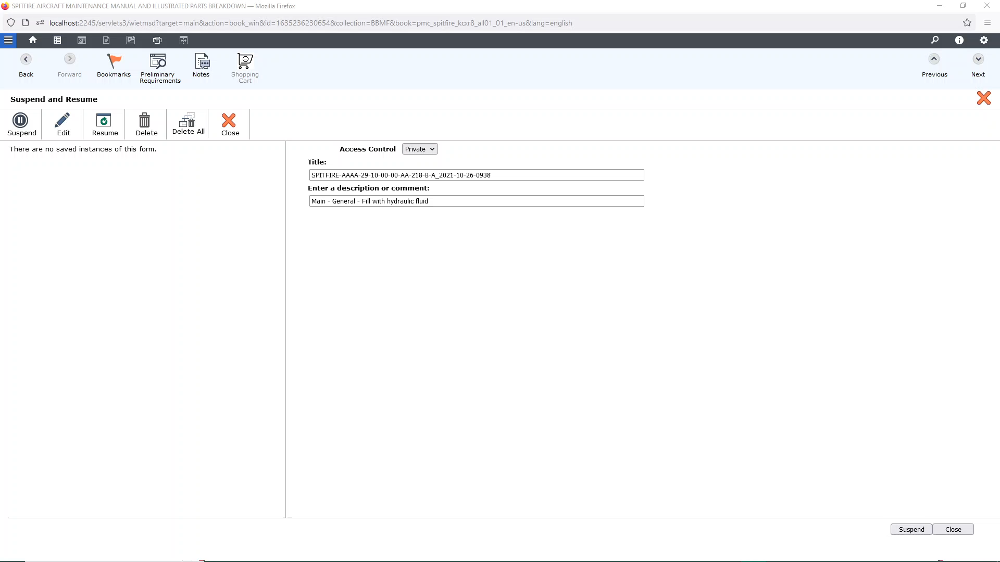 SPITFIRE AIRCRAFT MAINTENANCE MANUAL AND ILLUSTRATED PARTS BREAKDOWN — Mozilla Firefox
localhost:2245/servlets3/wietmsd?target=main&action=book_win&id=1635236230654&collection=BBMF&book=pmc_spitfire_kcxr8_all01_01_en-us&lang=english
Back
Forward
Bookmarks
Preliminary
Requirements
Notes
Shopping
Cart
Previous
Next
Suspend and Resume
Suspend
Edit
Resume
Delete
Delete All
Close
There are no saved instances of this form.
Access Control Private
Title:
SPITFIRE-AAAA-29-10-00-00-AA-218-B-A_2021-10-26-0938
Enter a description or comment:
Main - General - Fill with hydraulic fluid
Suspend
Close